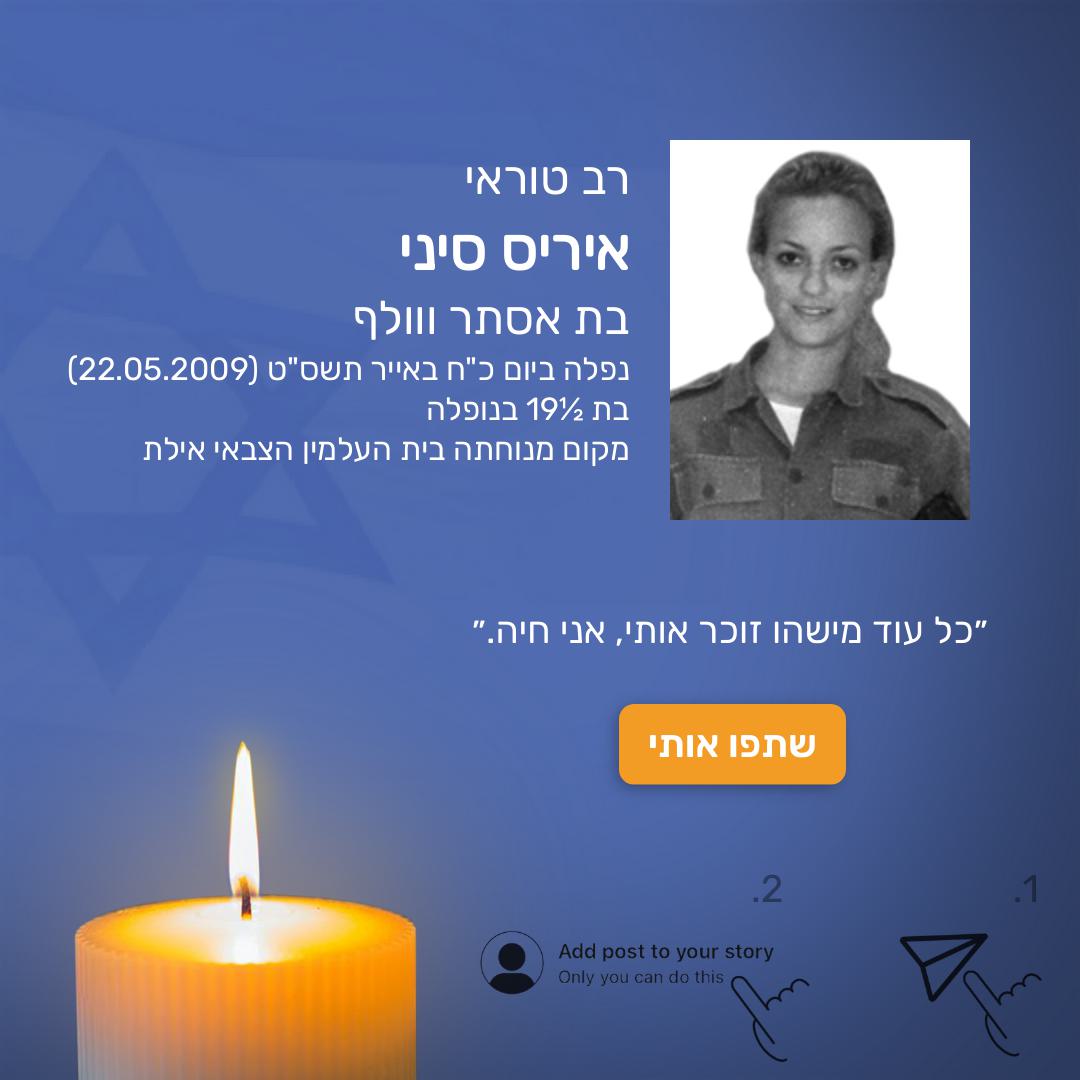 רב טוראי
איריס סיני
בת אסתר ווולף
נפלה ביום כ"ח באייר תשס"ט (22.05.2009)
בת 19½ בנופלה
מקום מנוחתה בית העלמין הצבאי אילת
״כל עוד מישהו זוכר אותי, אני חיה.״
שתפו אותי
1.
2.
Add post to your story
Only you can do this